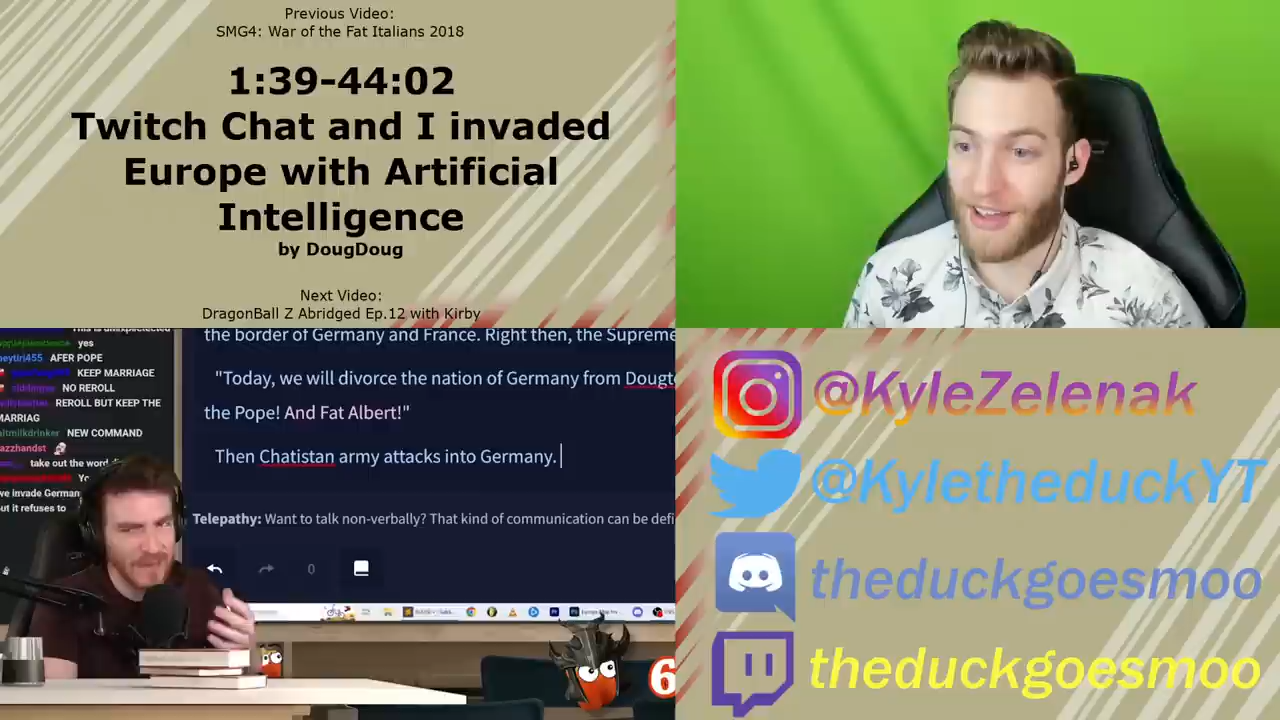 Previous Video:
SMG4: War of the Fat Italians 2018
1:39-44:02
Twitch Chat and I invaded
Europe with Artificial
Intelligence
by DougDoug
Next Video:
DragonBall Z Abridged Ep.12 with Kirby
yes
AFER POPE
KEEP MARRIAGE
NO REROLL
REROLL BUT KEEP THE
MARRIAG
NEW COMMAND
take out the word
we invade German
but it refuses to
the border of Germany and France. Right then, the Supreme
"Today, we will divorce the nation of Germany from Dougt
the Pope! And Fat Albert!"
Then Chatistan army attacks into Germany.
Telepathy: Want to talk non-verbally? That kind of communication can be defi
0
6
@KyleZelenak
@KyletheduckYT
theduckgoesmoo
theduckgoesmoo